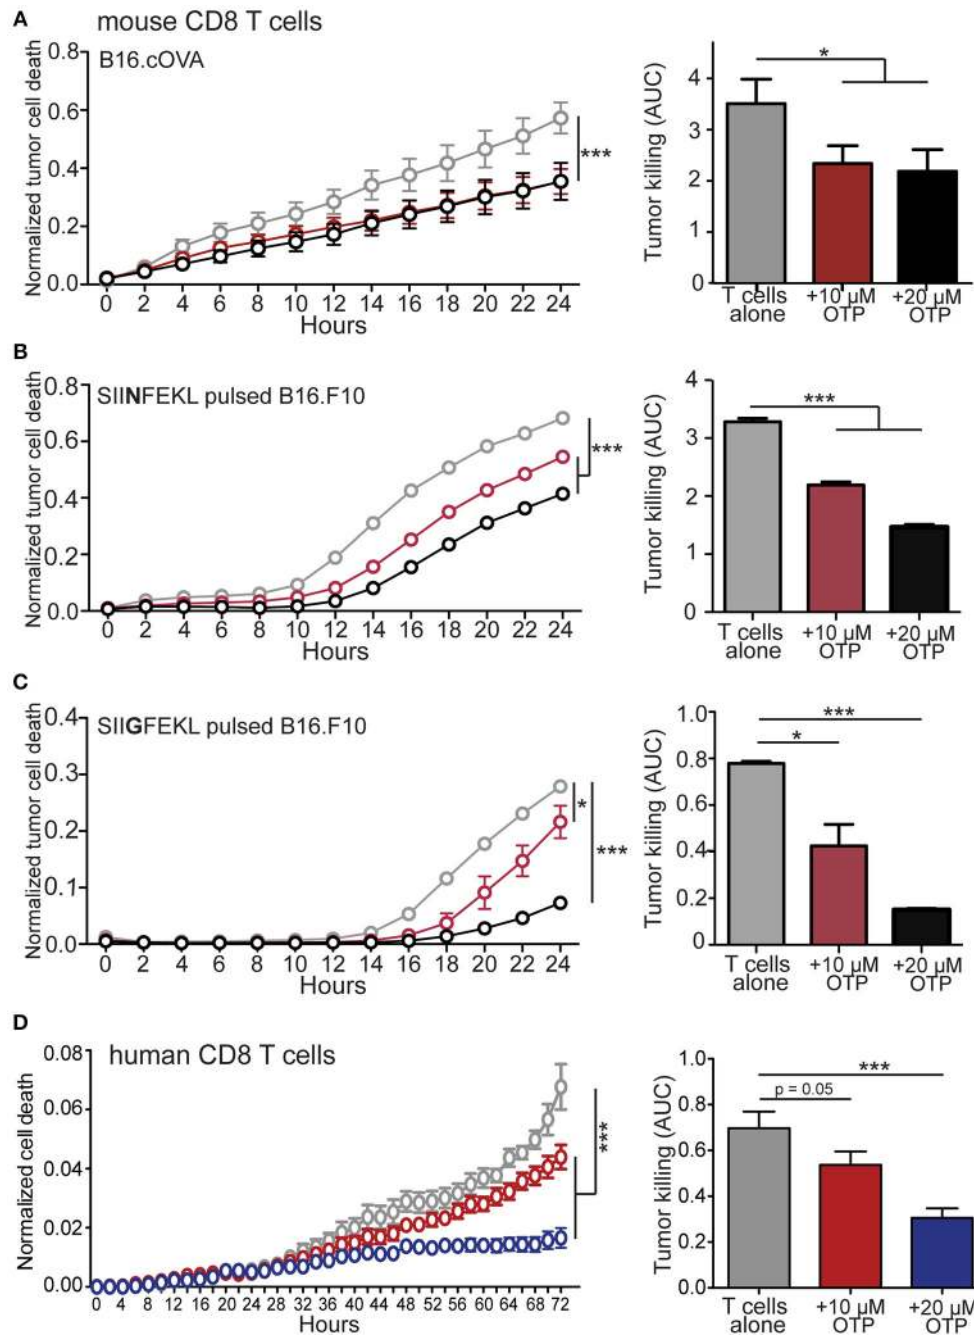 A
mouse CD8 T cells
B16.cOVA
Normalized tumor cell death
0.8
0.6
0.4
0.2
0.0
***
0 2 4 6 8 10 12 14 16 18 20 22 24
Hours
Tumor killing (AUC)
4
3
2
1
0
*
T cells alone
+10 µM OTP
+20 µM OTP
B
SIINFEKL pulsed B16.F10
Normalized tumor cell death
0.8
0.6
0.4
0.2
0.0
***
0 2 4 6 8 10 12 14 16 18 20 22 24
Hours
Tumor killing (AUC)
4
3
2
1
0
***
T cells alone
+10 µM OTP
+20 µM OTP
C
SIIGFEKL pulsed B16.F10
Normalized tumor cell death
0.4
0.3
0.2
0.1
0.0
*
***
0 2 4 6 8 10 12 14 16 18 20 22 24
Hours
Tumor killing (AUC)
1.0
0.8
0.4
0.2
0
***
*
T cells alone
+10 µM OTP
+20 µM OTP
D
human CD8 T cells
Normalized cell death
0.08
0.06
0.04
0.02
0.00
***
0 4 8 12 16 20 24 28 32 36 40 44 48 52 56 60 64 68 72
Hours
Tumor killing (AUC)
1.0
0.8
0.6
0.4
0.2
0.0
***
p = 0.05
T cells alone
+10 µM OTP
+20 µM OTP